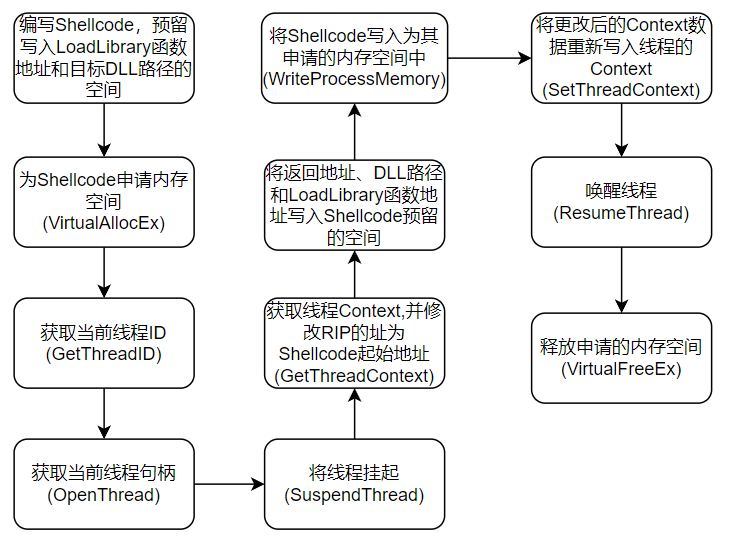 编写Shellcode，预留
写入LoadLibrary函数
地址和目标DLL路径的
空间
为Shellcode申请内存
空间
(VirtualAllocEx)
获取当前线程ID
(GetThreadID)
获取当前线程句柄
(OpenThread)
将线程挂起
(SuspendThread)
获取线程Context,并修
改RIP的址为
Shellcode起始地址
(GetThreadContext)
将返回地址、DLL路径
和LoadLibrary函数地
址写入Shellcode预留
的空间
将Shellcode写入为其
申请的内存空间中
(WriteProcessMemory)
将更改后的Context数
据重新写入线程的
Context
(SetThreadContext)
唤醒线程
(ResumeThread)
释放申请的内存空间
(VirtualFreeEx)